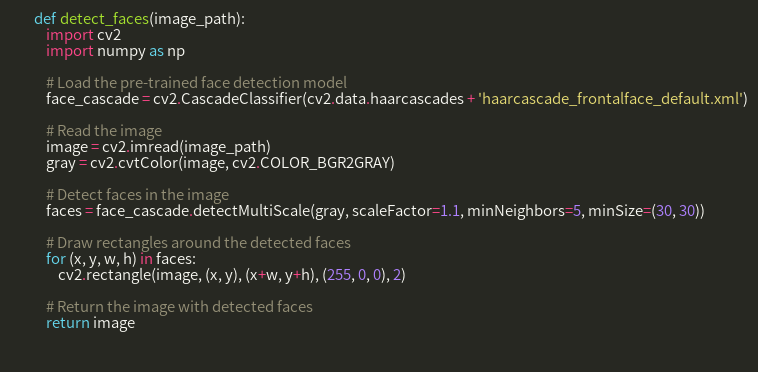 def detect_faces(image_path):
import cv2
import numpy as np
# Load the pre-trained face detection model
face_cascade = cv2.CascadeClassifier(cv2.data.haarcascades + 'haarcascade_frontalface_default.xml')
# Read the image
image = cv2.imread(image_path)
gray = cv2.cvtColor(image, cv2.COLOR_BGR2GRAY)
# Detect faces in the image
faces = face_cascade.detectMultiScale(gray, scaleFactor=1.1, minNeighbors=5, minSize=(30, 30))
# Draw rectangles around the detected faces
for (x, y, w, h) in faces:
cv2.rectangle(image, (x, y), (x+w, y+h), (255, 0, 0), 2)
# Return the image with detected faces
return image